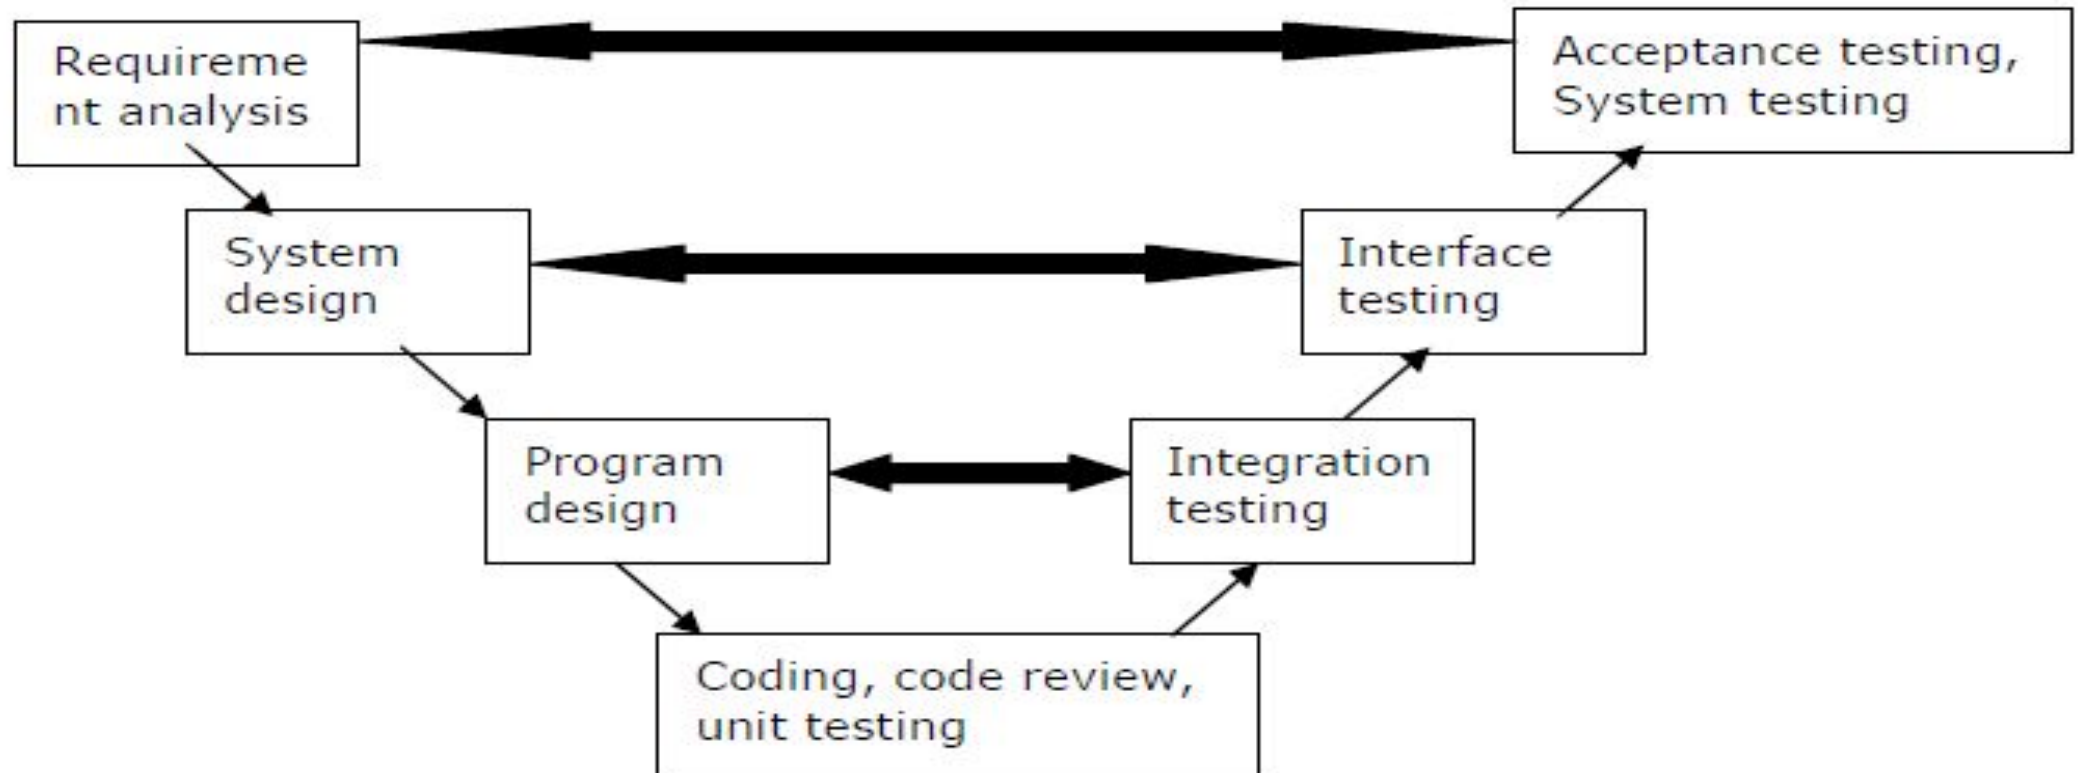 Requireme
nt analysis
Acceptance testing,
System testing
System
design
Interface
testing
Program
design
Integration
testing
Coding, code review,
unit testing